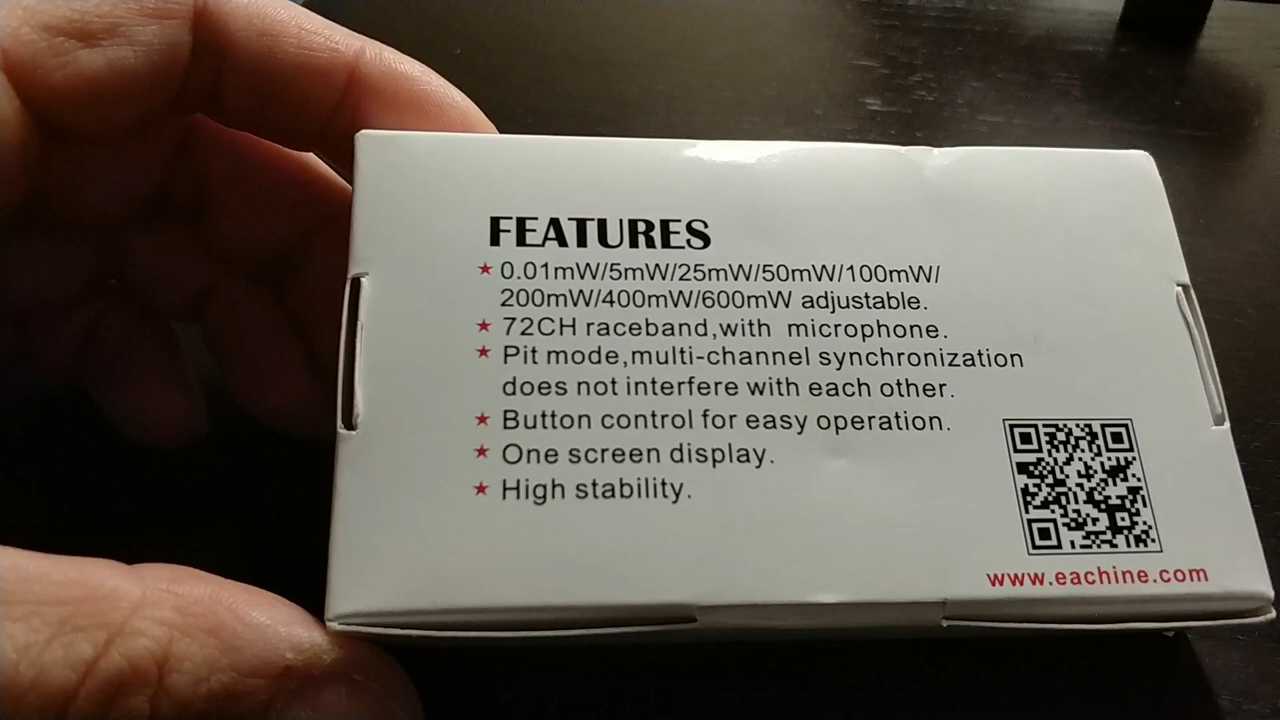 FEATURES
★ 0.01mW/5mW/25mW/50mW/100mW/
200mW/400mW/600mW adjustable.
★ 72CH raceband,with microphone.
★ Pit mode,multi-channel synchronization
does not interfere with each other.
★ Button control for easy operation.
★ One screen display.
★ High stability.
www.eachine.com